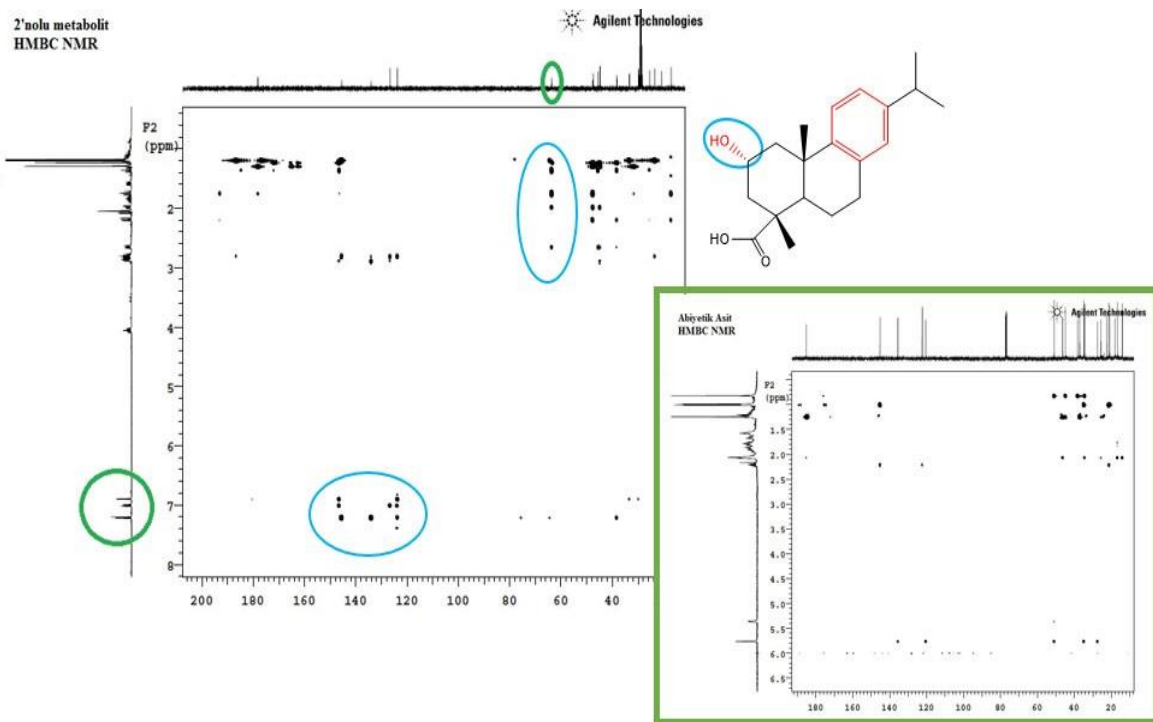 2'nolu metabolit
HMBC NMR
Agilent Technologies
F2
(ppm)
2
3
4
5
6
7
8
200 180 160 140 120 100 80 60 40
HO
HO
O
Abiyetik Asit
HMBC NMR
Agilent Technologies
F2
(ppm)
1.5
2.0
2.5
3.0
3.5
4.0
4.5
5.0
5.5
6.0
6.5
180 160 140 120 100 80 60 40 20